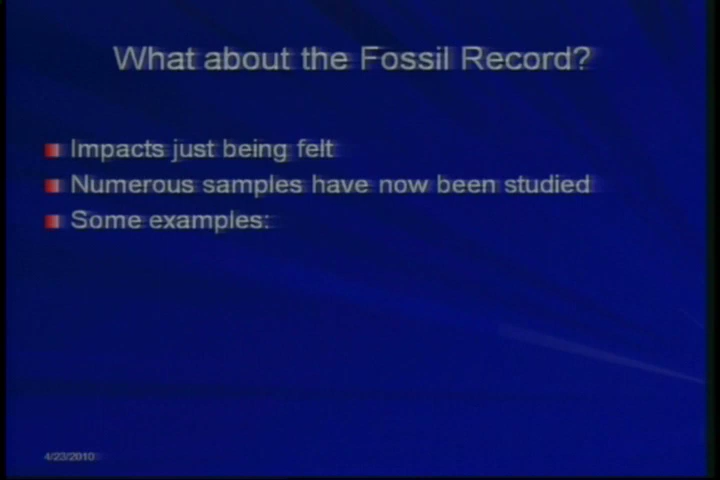 What about the Fossil Record?
Impacts just being felt
Numerous samples have now been studied
Some examples:
4/23/2010